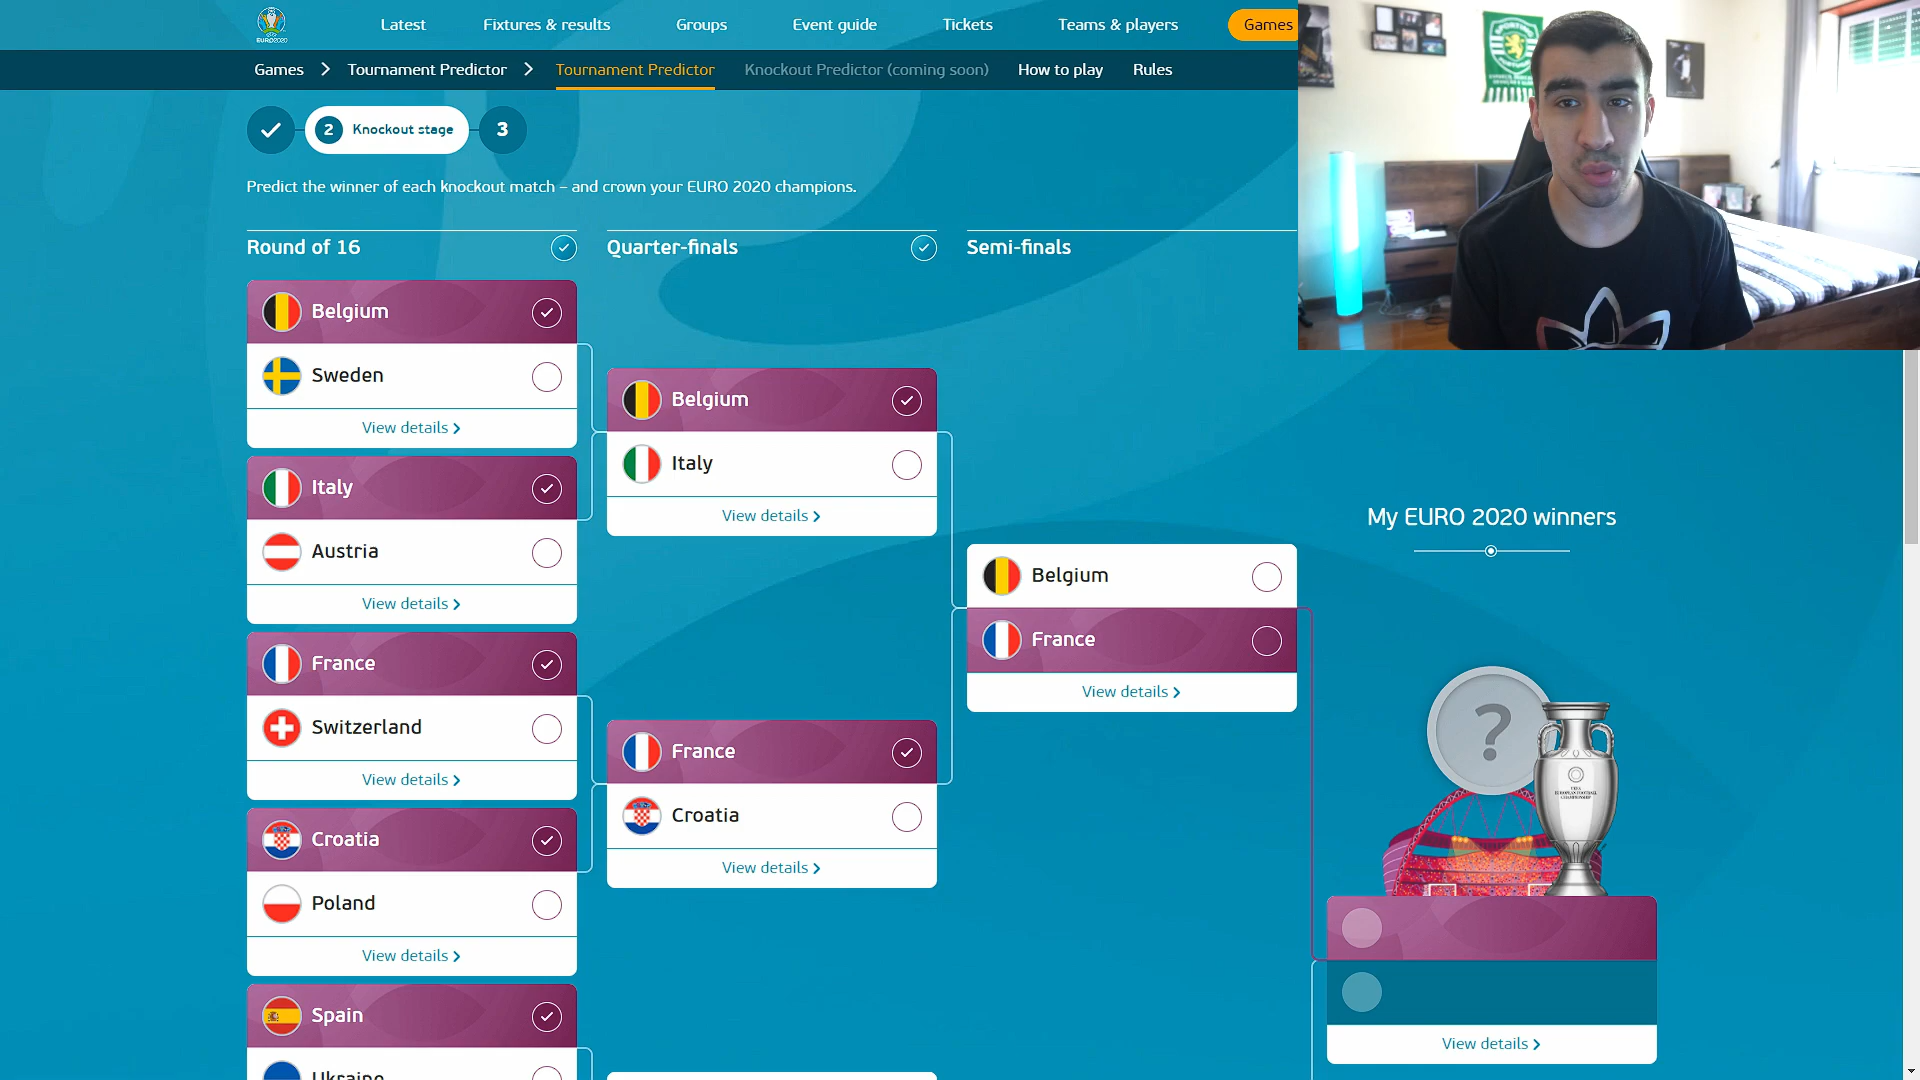 EURO2020
Latest
Fixtures & results
Groups
Event guide
Tickets
Teams & players
Games
Games
Tournament Predictor
Tournament Predictor
Knockout Predictor (coming soon)
How to play
Rules
2 Knockout stage
3
Predict the winner of each knockout match – and crown your EURO 2020 champions.
Round of 16
Belgium
Sweden
View details
Italy
Austria
View details
France
Switzerland
View details
Croatia
Poland
View details
Spain
Ukraine
Quarter-finals
Belgium
Italy
View details
France
Croatia
View details
Semi-finals
Belgium
France
View details
My EURO 2020 winners
?
View details